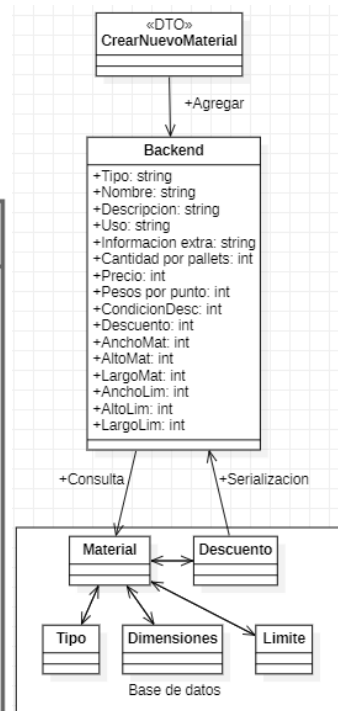 «DTO»
CrearNuevoMaterial
+Agregar
Backend
+Tipo: string
+Nombre: string
+Descripcion: string
+Uso: string
+Informacion extra: string
+Cantidad por pallets: int
+Precio: int
+Pesos por punto: int
+CondicionDesc: int
+Descuento: int
+AnchoMat: int
+AltoMat: int
+LargoMat: int
+AnchoLim: int
+AltoLim: int
+LargoLim: int
+Consulta
+Serializacion
Material
Descuento
Tipo
Dimensiones
Limite
Base de datos